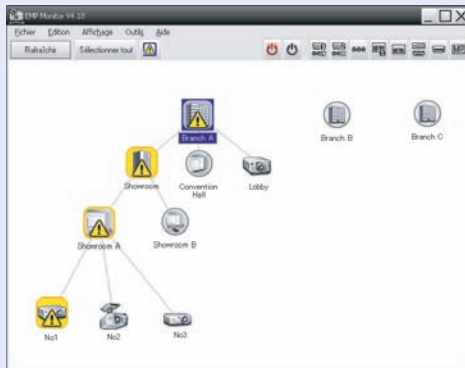 EMP Monitor V4.10
Fichier Edition Affichage Outils Aide
Rafraîchir Sélectionner tout
Branch A
Branch B
Branch C
Showroom
Convention
Hall
Lobby
Showroom A
Showroom B
No1
No2
No3